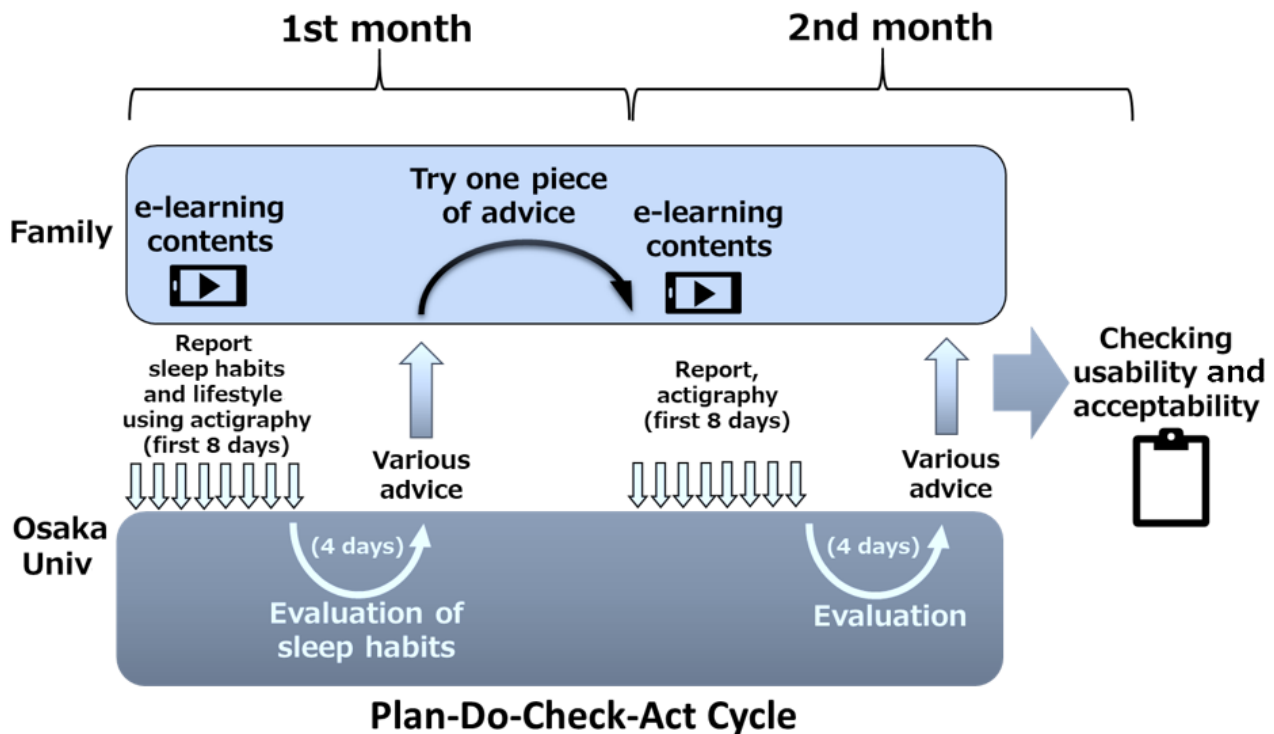 1st month
2nd month
Family
e-learning
contents
Try one piece
of advice
e-learning
contents
Report
sleep habits
and lifestyle
using actigraphy
(first 8 days)
Various
advice
Report,
actigraphy
(first 8 days)
Various
advice
Checking
usability and
acceptability
Osaka
Univ
(4 days)
Evaluation of
sleep habits
(4 days)
Evaluation
Plan-Do-Check-Act Cycle